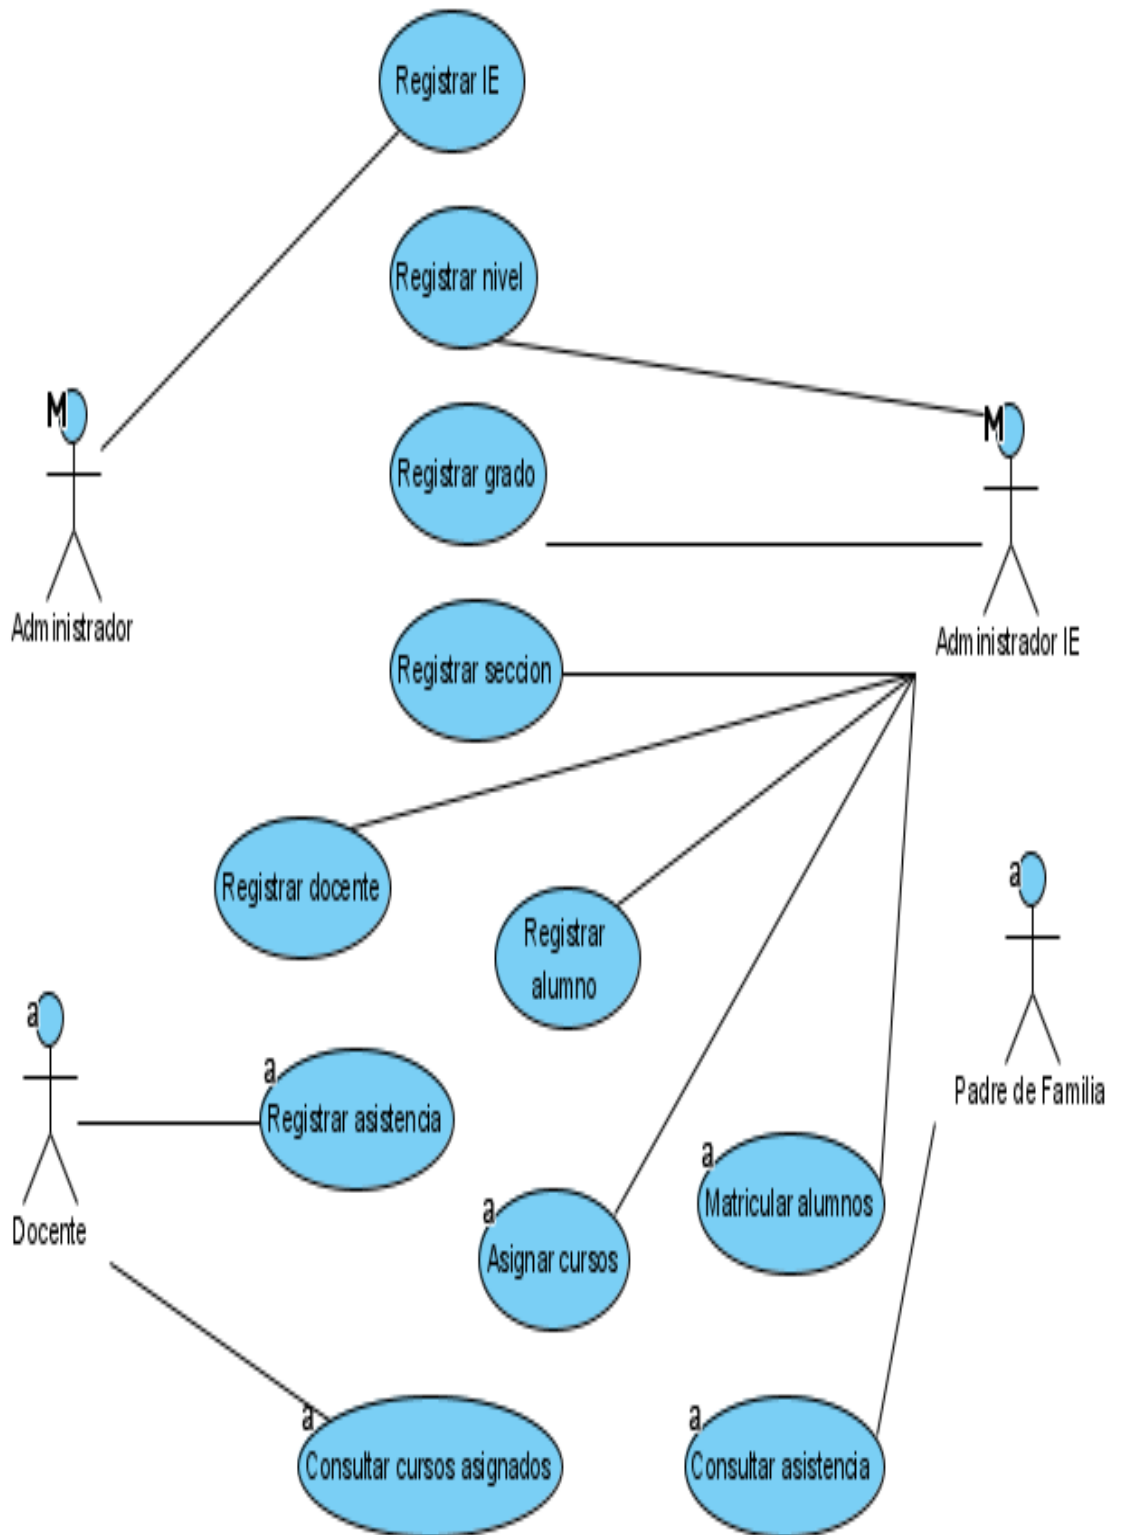 Registrar IE
Registrar nivel
M
M
Registrar grado
Administrador
Administrador IE
Registrar seccion
a
Registrar docente
Registrar
alumno
a
a
Registrar asistencia
Padre de Familia
a
Matricular alumnos
a
Docente
Asignar cursos
a
Consultar cursos asignados
a
Consultar asistencia